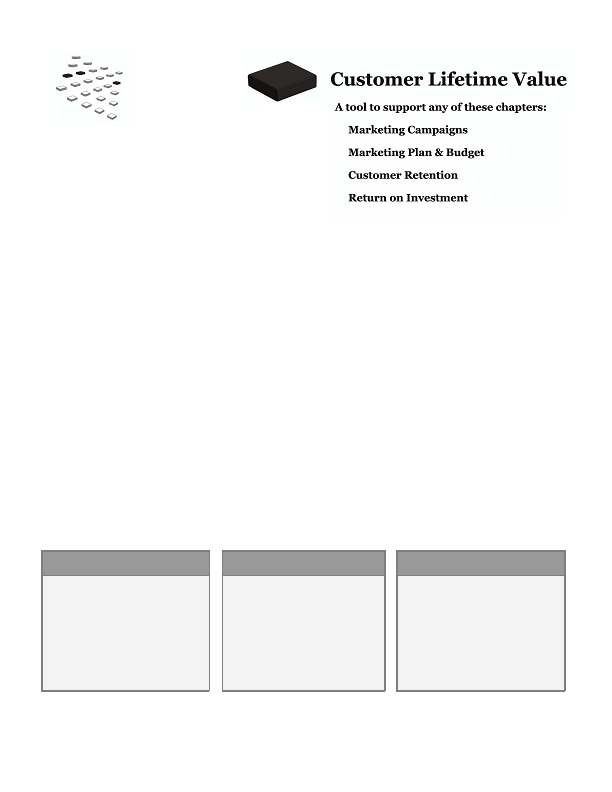 Customer Lifetime Value
A tool to support any of these chapters:
Marketing Campaigns
Marketing Plan & Budget
Customer Retention
Return on Investment